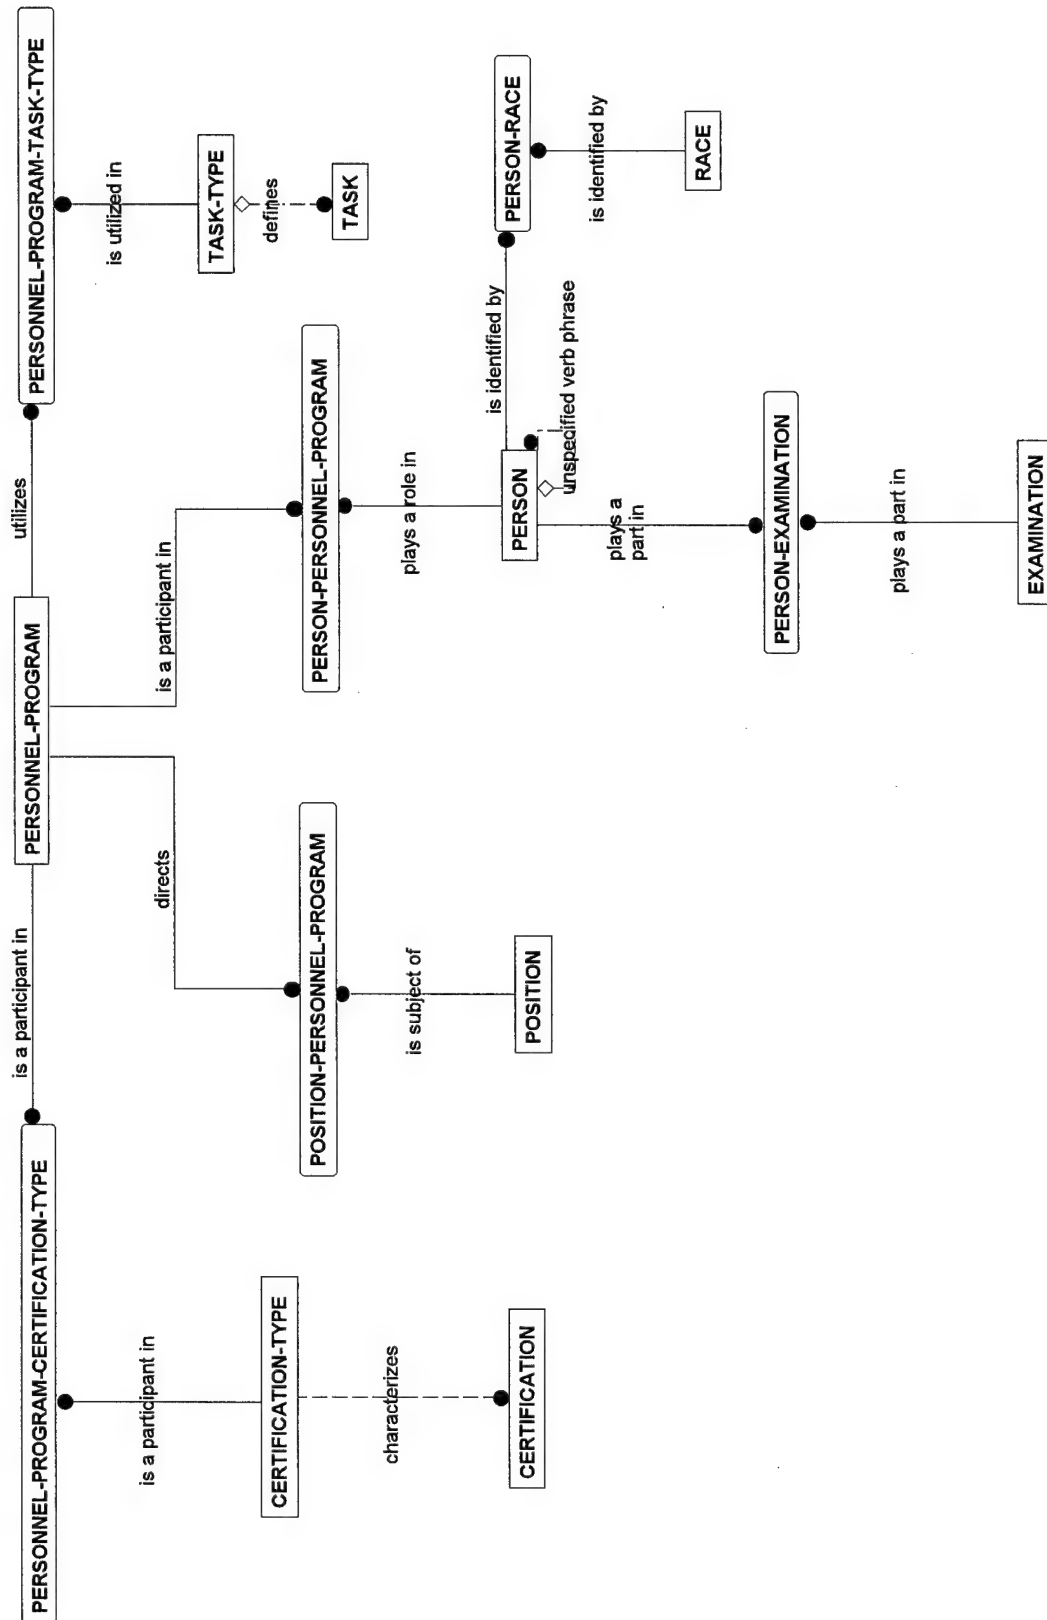 PERSONNEL-PROGRAM-CERTIFICATION-TYPE
is a participant in
PERSONNEL-PROGRAM
utilizes
PERSONNEL-PROGRAM-TASK-TYPE
is a participant in
directs
is a participant in
is utilized in
CERTIFICATION-TYPE
POSITION-PERSONNEL-PROGRAM
PERSON-PERSONNEL-PROGRAM
TASK-TYPE
defines
TASK
characterizes
is subject of
plays a role in
is identified by
PERSON-RACE
CERTIFICATION
POSITION
PERSON
unspecified verb phrase
is identified by
plays a
part in
RACE
PERSON-EXAMINATION
plays a part in
EXAMINATION